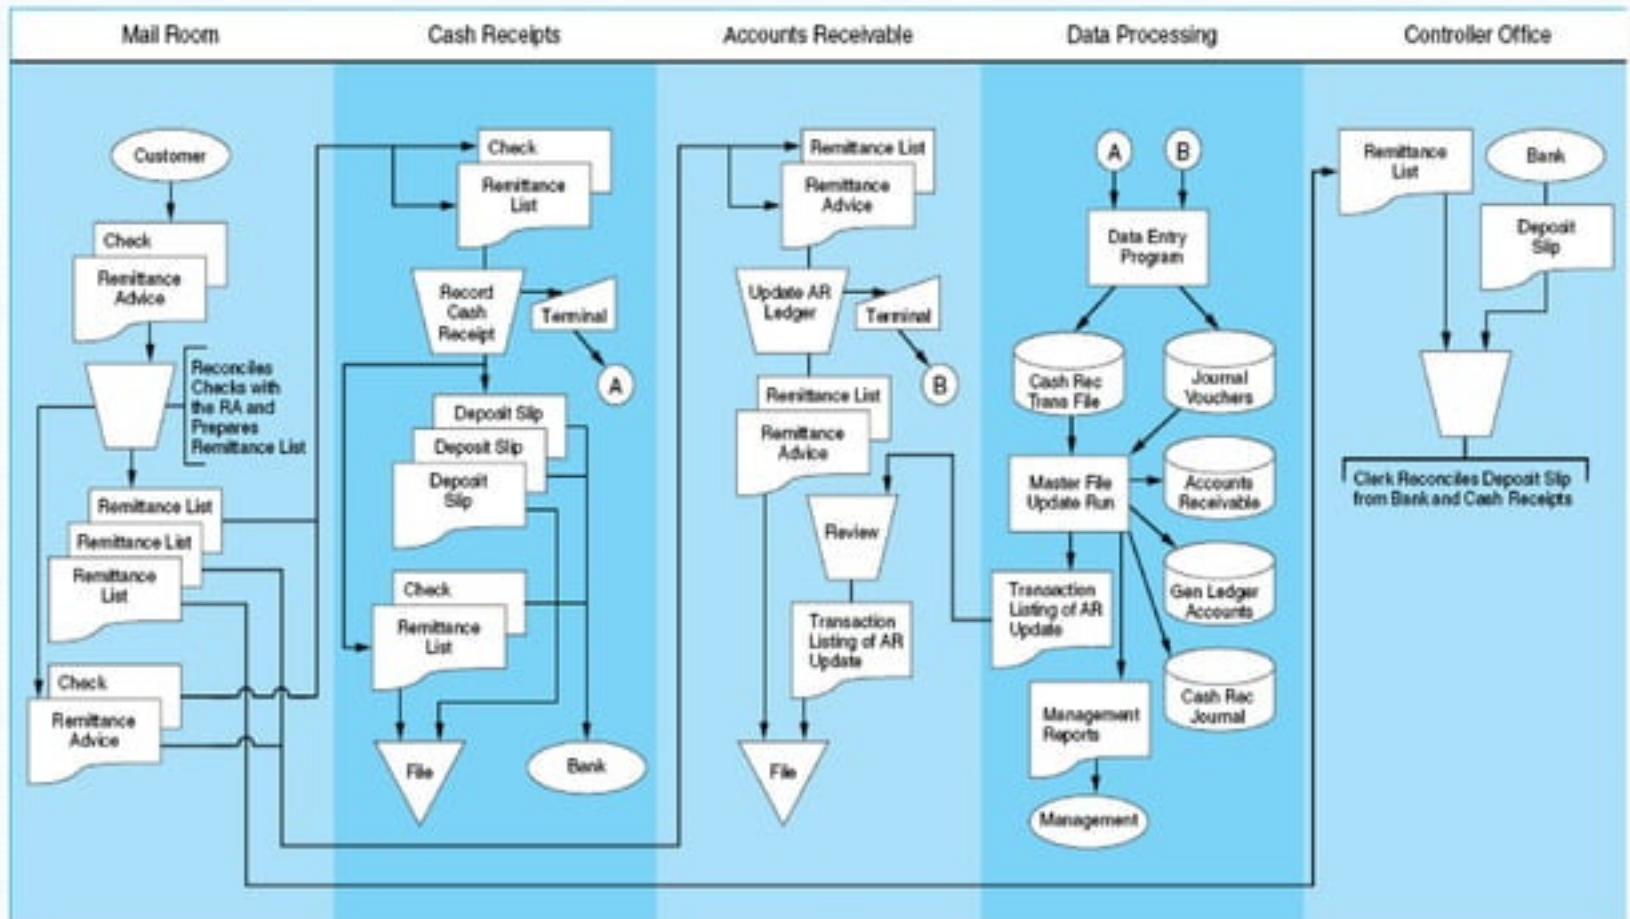 Mail Room
Cash Receipts
Accounts Receivable
Data Processing
Controller Office
Customer
Check
Remittance
Advice
Reconciles
Checks with
the RA and
Prepares
Remittance List
Remittance List
Remittance List
Remittance
List
Check
Remittance
Advice
Check
Remittance
List
Record
Cash
Receipt
Terminal
A
Deposit Slip
Deposit Slip
Deposit
Slip
Check
Remittance
List
File
Bank
Remittance List
Remittance
Advice
Update AR
Ledger
Terminal
B
Remittance List
Remittance
Advice
Review
Transaction
Listing of AR
Update
File
A
B
Data Entry
Program
Cash Rec
Trans File
Journal
Vouchers
Master File
Update Run
Accounts
Receivable
Gen Ledger
Accounts
Transaction
Listing of AR
Update
Cash Rec
Journal
Management
Reports
Management
Remittance
List
Bank
Deposit
Slip
Clerk Reconciles Deposit Slip
from Bank and Cash Receipts